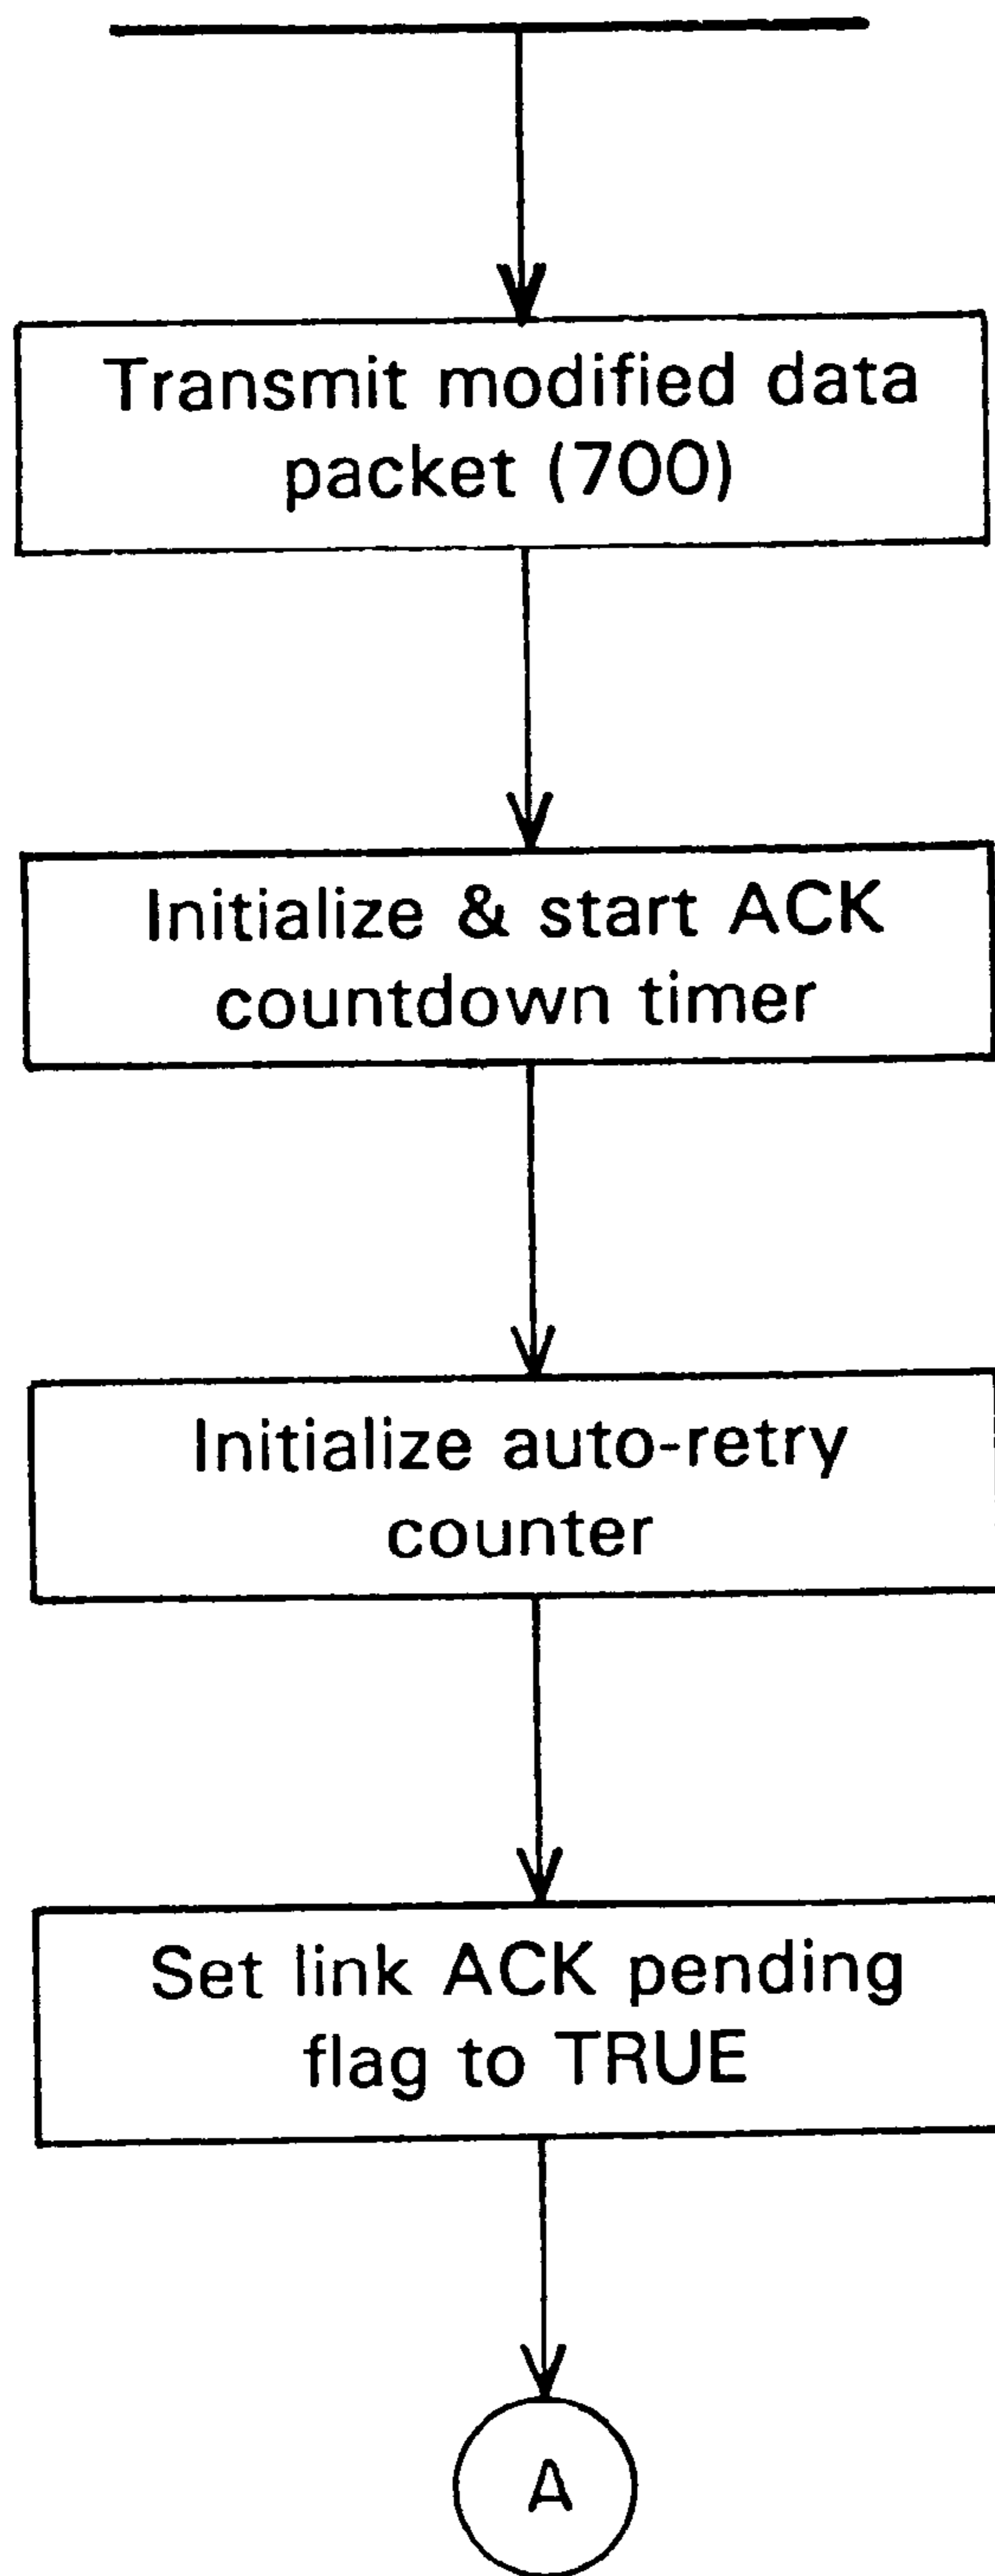 Transmit modified data
packet (700)
Initialize & start ACK
countdown timer
Initialize auto-retry
counter
Set link ACK pending
flag to TRUE
A